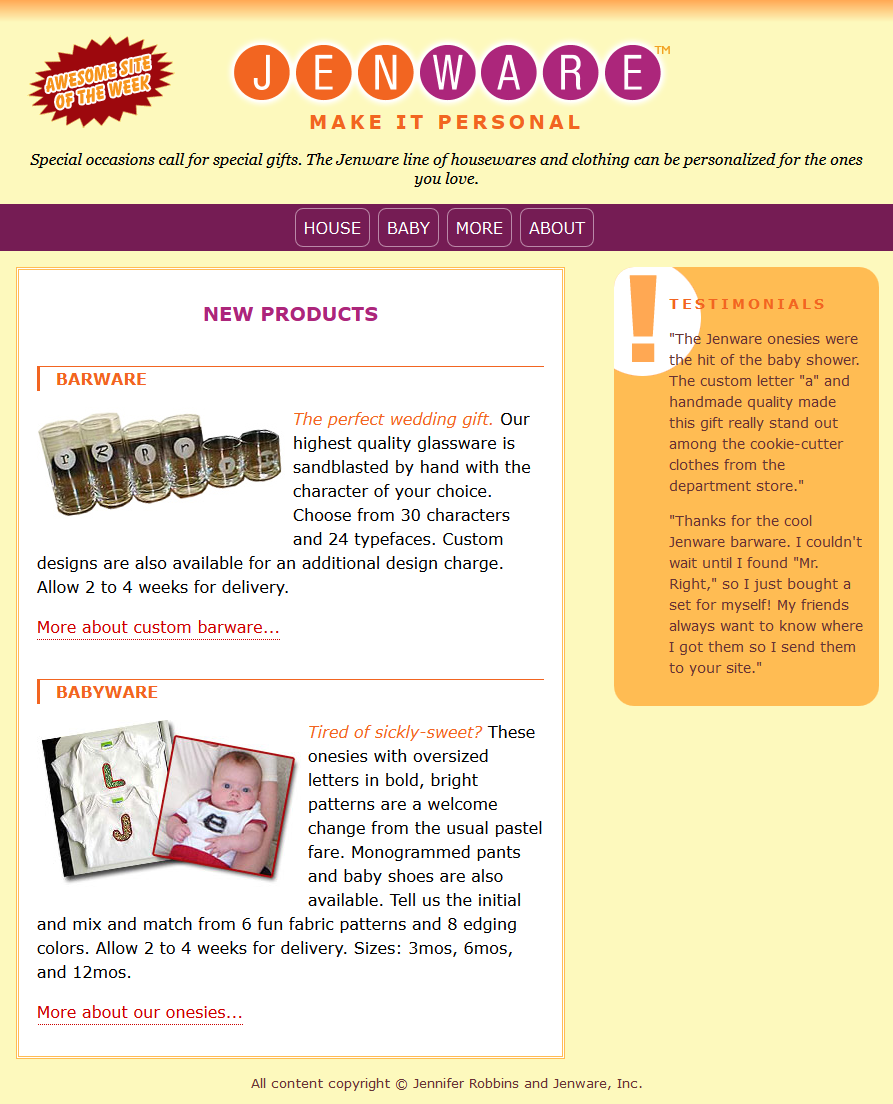 AWESOME SITE
OF THE WEEK
JENWARE™
MAKE IT PERSONAL
Special occasions call for special gifts. The Jenware line of housewares and clothing can be personalized for the ones
you love.
HOUSE BABY MORE ABOUT
NEW PRODUCTS
BARWARE
r R p r r
The perfect wedding gift. Our
highest quality glassware is
sandblasted by hand with the
character of your choice.
Choose from 30 characters
and 24 typefaces. Custom
designs are also available for an additional design charge.
Allow 2 to 4 weeks for delivery.
More about custom barware...
BABYWARE
L
J
e
Tired of sickly-sweet? These
onesies with oversized
letters in bold, bright
patterns are a welcome
change from the usual pastel
fare. Monogrammed pants
and baby shoes are also
available. Tell us the initial
and mix and match from 6 fun fabric patterns and 8 edging
colors. Allow 2 to 4 weeks for delivery. Sizes: 3mos, 6mos,
and 12mos.
More about our onesies...
!
TESTIMONIALS
"The Jenware onesies were
the hit of the baby shower.
The custom letter "a" and
handmade quality made
this gift really stand out
among the cookie-cutter
clothes from the
department store."
"Thanks for the cool
Jenware barware. I couldn't
wait until I found "Mr.
Right," so I just bought a
set for myself! My friends
always want to know where
I got them so I send them
to your site."
All content copyright © Jennifer Robbins and Jenware, Inc.